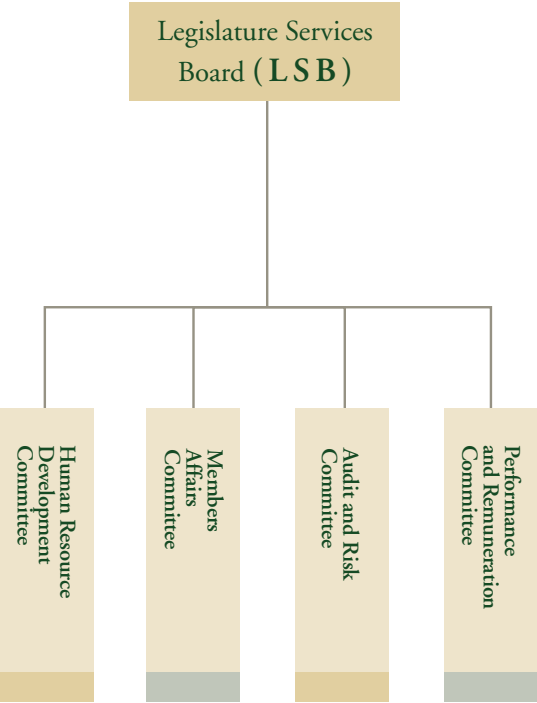 Legislature Services
Board (LSB)
Human Resource
Development
Committee
Members
Affairs
Committee
Audit and Risk
Committee
Performance
and Remuneration
Committee